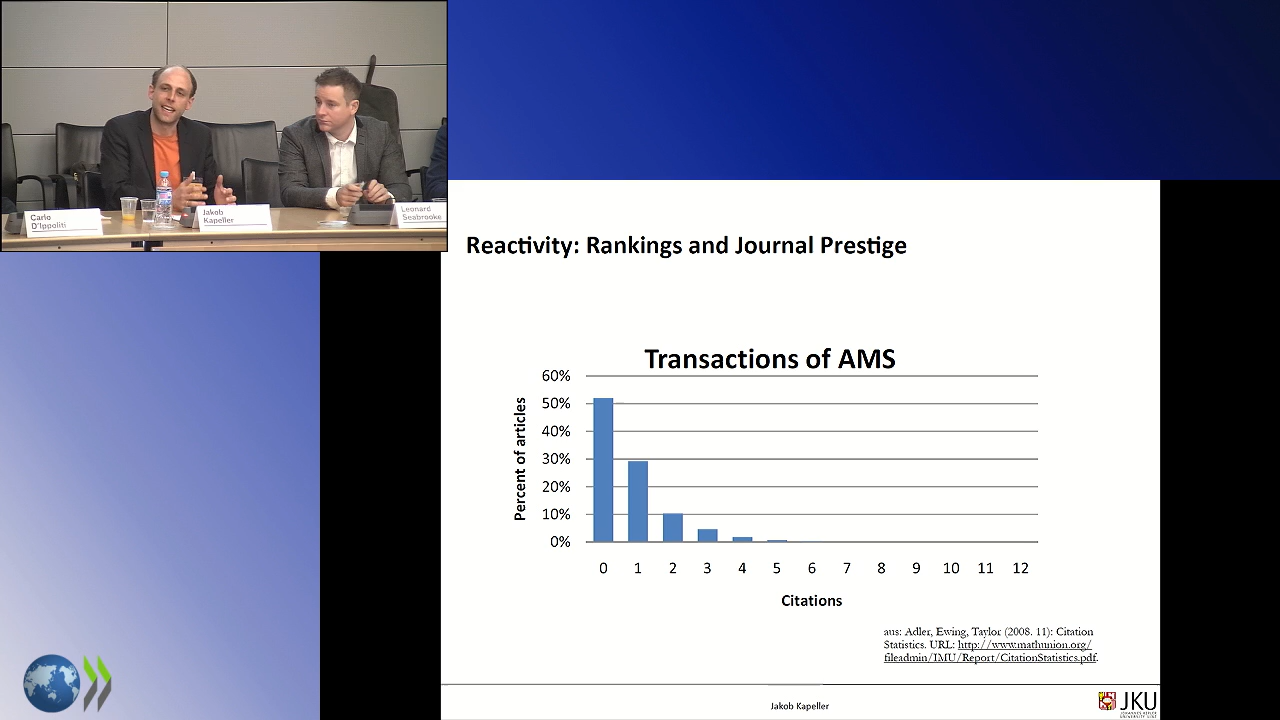 Carlo
D'Ippoliti
Jakob
Kapeller
Leonard
Seabrooke
Reactivity: Rankings and Journal Prestige
Transactions of AMS
60%
50%
40%
30%
20%
10%
0%
Percent of articles
0 1 2 3 4 5 6 7 8 9 10 11 12
Citations
aus: Adler, Ewing, Taylor (2008. 11): Citation
Statistics. URL: http://www.mathunion.org/
fileadmin/IMU/Report/CitationStatistics.pdf.
Jakob Kapeller
JKU